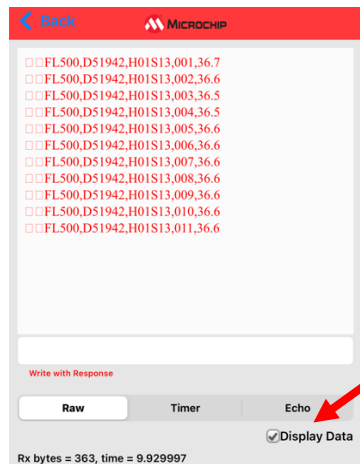 Back
MICROCHIP
□□FL500,D51942,H01S13,001,36.7
□□FL500,D51942,H01S13,002,36.6
□□FL500,D51942,H01S13,003,36.5
□□FL500,D51942,H01S13,004,36.5
□□FL500,D51942,H01S13,005,36.6
□□FL500,D51942,H01S13,006,36.6
□□FL500,D51942,H01S13,007,36.6
□□FL500,D51942,H01S13,008,36.6
□□FL500,D51942,H01S13,009,36.6
□□FL500,D51942,H01S13,010,36.6
□□FL500,D51942,H01S13,011,36.6
Write with Response
Raw Timer Echo
Display Data
Rx bytes = 363, time = 9.929997